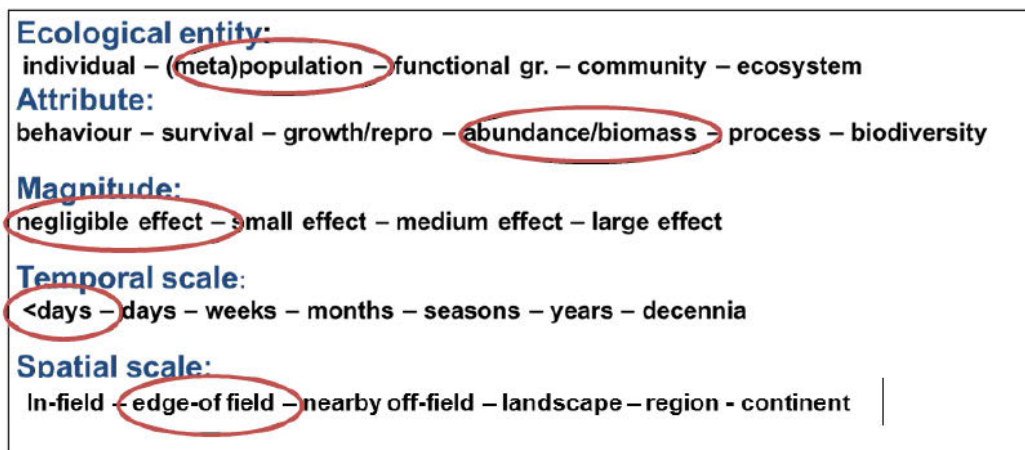 Ecological entity:
individual – (meta)population – functional gr. – community – ecosystem
Attribute:
behaviour – survival – growth/repro – abundance/biomass – process – biodiversity
Magnitude:
negligible effect – small effect – medium effect – large effect
Temporal scale:
<days – days – weeks – months – seasons – years – decennia
Spatial scale:
In-field – edge-of field – nearby off-field – landscape – region - continent